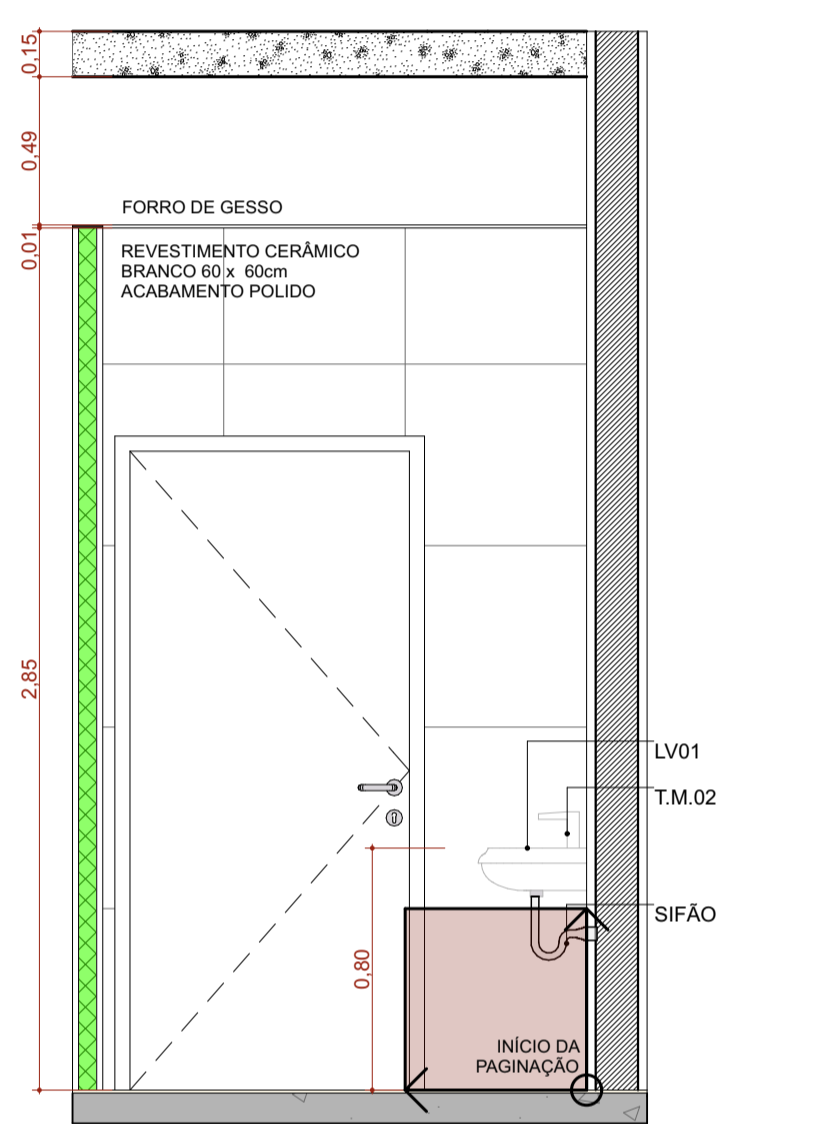 0,15
0,49
FORRO DE GESSO
0,01
REVESTIMENTO CERÂMICO
BRANCO 60 x 60cm
ACABAMENTO POLIDO
2,85
LV01
T.M.02
SIFÃO
0,80
INÍCIO DA
PAGINAÇÃO